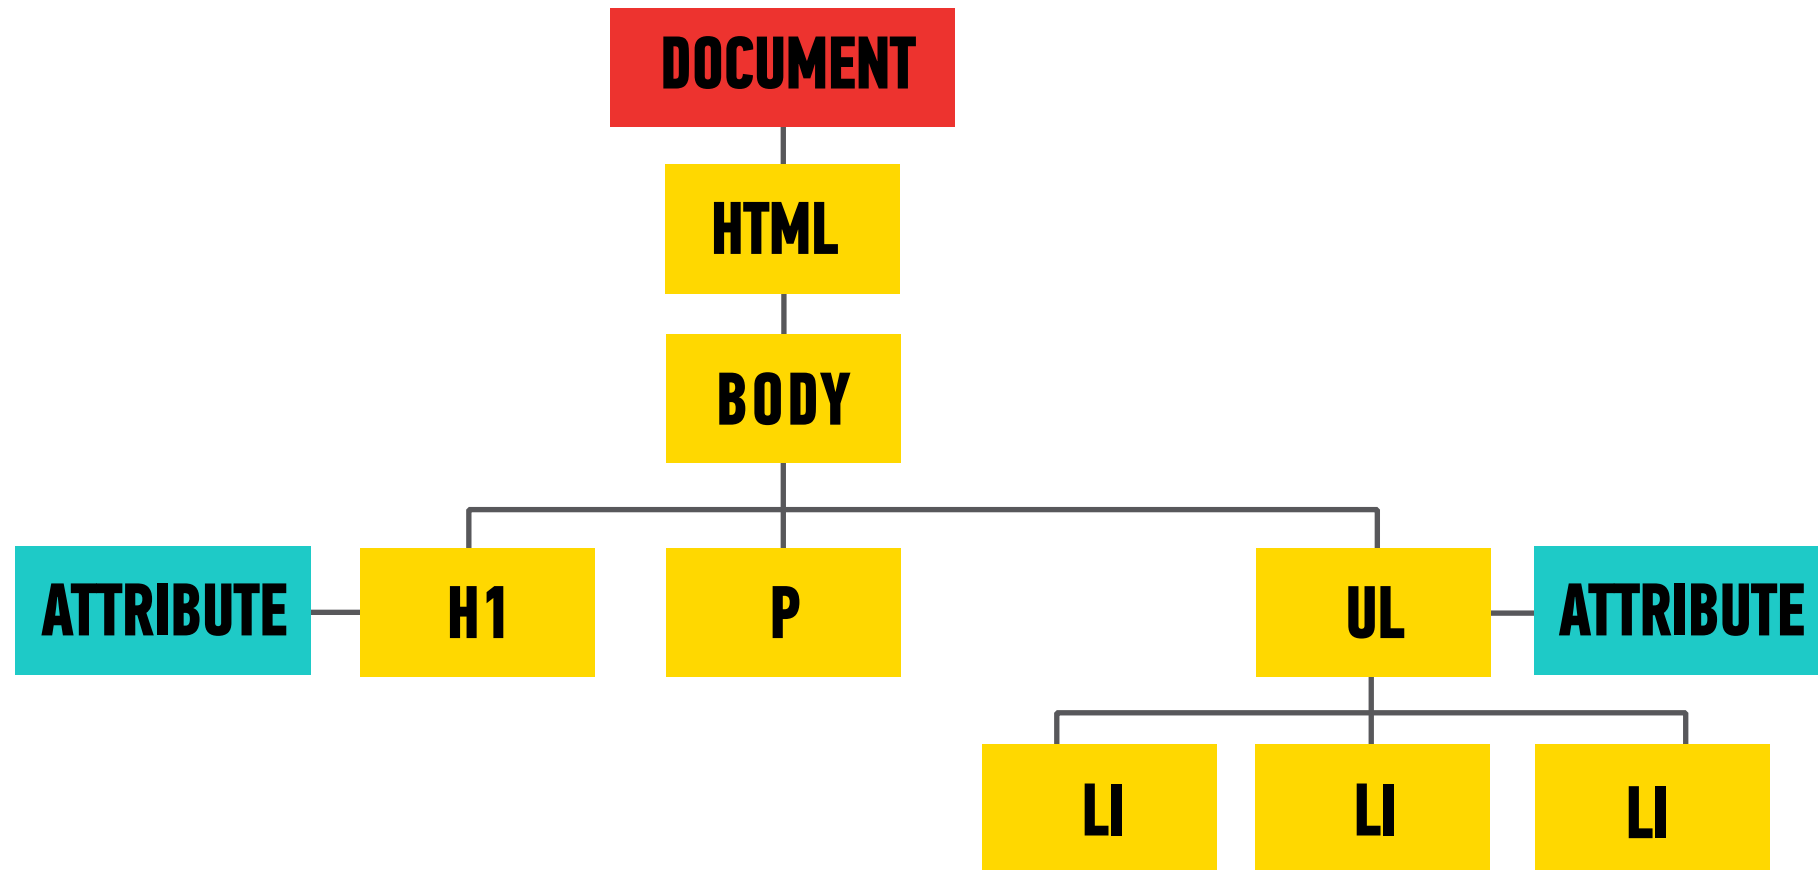 DOCUMENT
HTML
BODY
ATTRIBUTE
H1
P
UL
ATTRIBUTE
LI
LI
LI